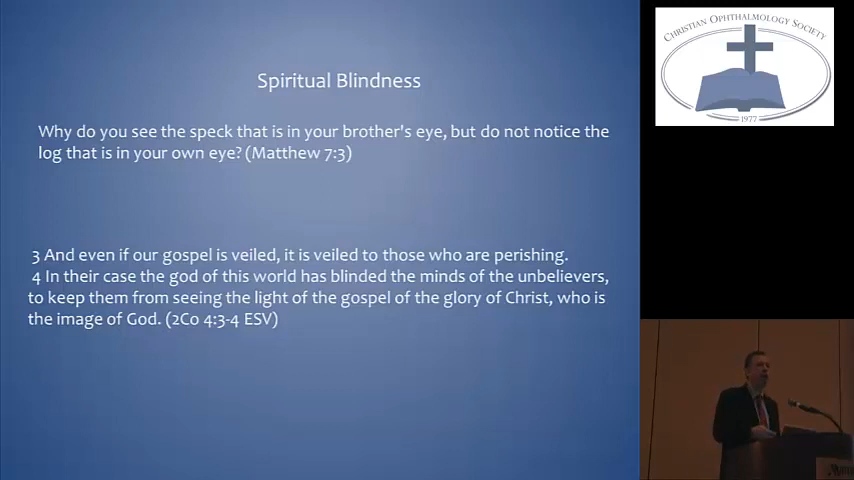 Spiritual Blindness
Why do you see the speck that is in your brother's eye, but do not notice the
log that is in your own eye? (Matthew 7:3)
3 And even if our gospel is veiled, it is veiled to those who are perishing.
4 In their case the god of this world has blinded the minds of the unbelievers,
to keep them from seeing the light of the gospel of the glory of Christ, who is
the image of God. (2Co 4:3-4 ESV)
CHRISTIAN OPHTHALMOLOGY SOCIETY
1977